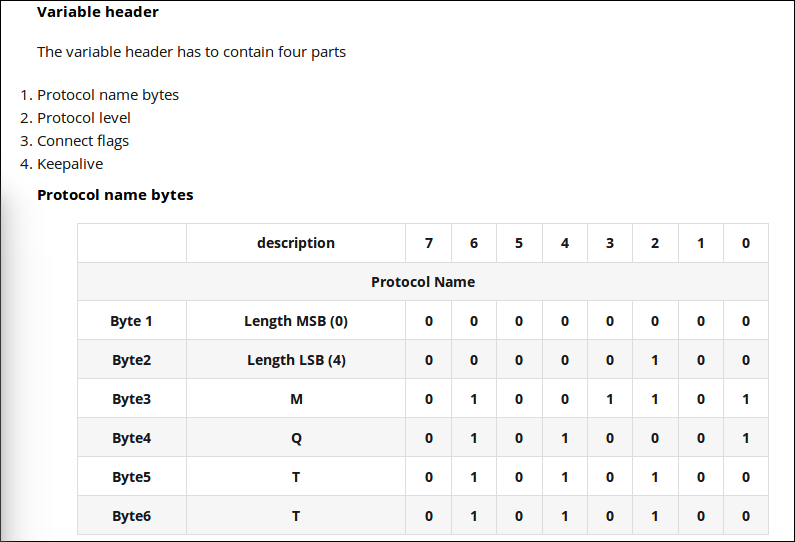 Variable header
The variable header has to contain four parts
1. Protocol name bytes
2. Protocol level
3. Connect flags
4. Keepalive
Protocol name bytes
description 7 6 5 4 3 2 1 0
Protocol Name
Byte 1 Length MSB (0) 0 0 0 0 0 0 0 0
Byte2 Length LSB (4) 0 0 0 0 0 1 0 0
Byte3 M 0 1 0 0 1 1 0 1
Byte4 Q 0 1 0 1 0 0 0 1
Byte5 T 0 1 0 1 0 1 0 0
Byte6 T 0 1 0 1 0 1 0 0